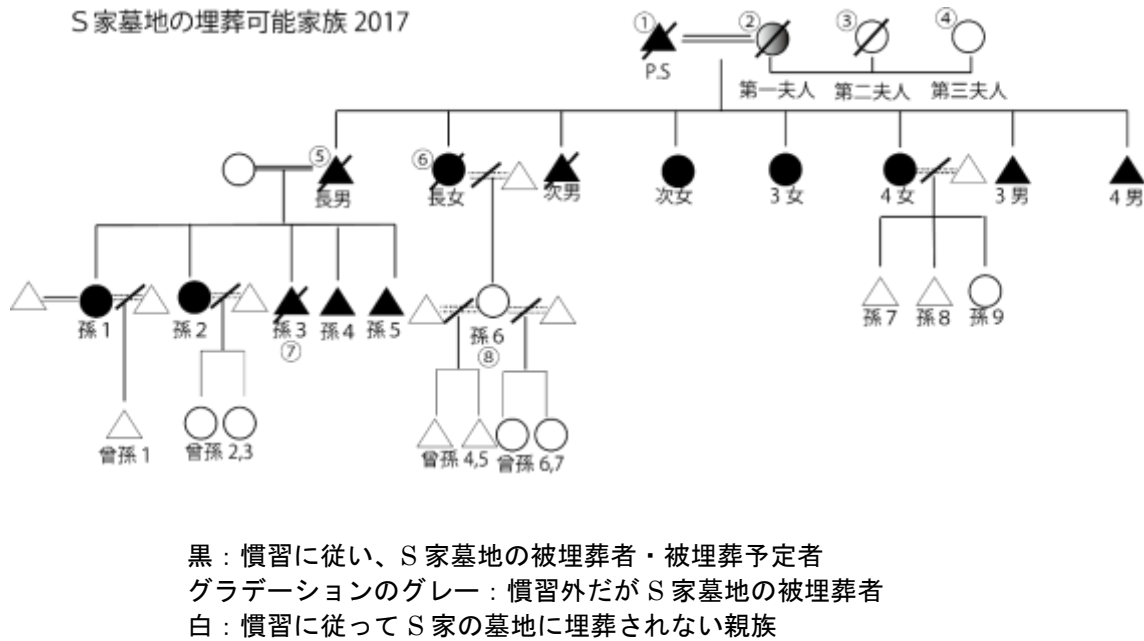 S家墓地の埋葬可能家族 2017
① ② ③ ④
P.S 第一夫人 第二夫人 第三夫人
⑤ ⑥
長男 長女 次男 次女 3女 4女 3男 4男
孫1 孫2 孫3 孫4 孫5 孫6 孫7 孫8 孫9
⑦ ⑧
曾孫1 曾孫2,3 曾孫4,5 曾孫6,7
黒：慣習に従い、S家墓地の被埋葬者・被埋葬予定者
グラデーションのグレー：慣習外だがS家墓地の被埋葬者
白：慣習に従ってS家の墓地に埋葬されない親族